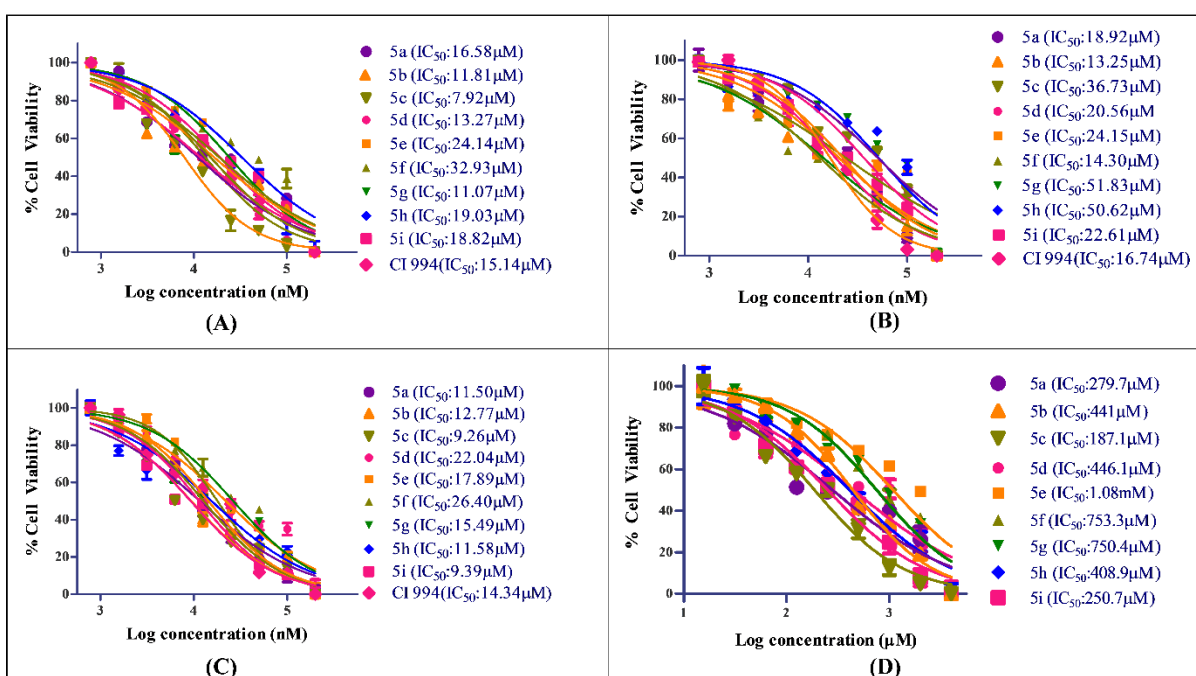 100
80
60
40
20
0
% Cell Viability
3
4
5
Log concentration (nM)
(A)
5a (IC50:16.58µM)
5b (IC50:11.81µM)
5c (IC50:7.92µM)
5d (IC50:13.27µM)
5e (IC50:24.14µM)
5f (IC50:32.93µM)
5g (IC50:11.07µM)
5h (IC50:19.03µM)
5i (IC50:18.82µM)
CI 994(IC50:15.14µM)
100
80
60
40
20
0
% Cell Viability
3
4
5
Log concentration (nM)
(B)
5a (IC50:18.92µM)
5b (IC50:13.25µM)
5c (IC50:36.73µM)
5d (IC50:20.56µM)
5e (IC50:24.15µM)
5f (IC50:14.30µM)
5g (IC50:51.83µM)
5h (IC50:50.62µM)
5i (IC50:22.61µM)
CI 994(IC50:16.74µM)
100
80
60
40
20
0
% Cell Viability
3
4
5
Log concentration (nM)
(C)
5a (IC50:11.50µM)
5b (IC50:12.77µM)
5c (IC50:9.26µM)
5d (IC50:22.04µM)
5e (IC50:17.89µM)
5f (IC50:26.40µM)
5g (IC50:15.49µM)
5h (IC50:11.58µM)
5i (IC50:9.39µM)
CI 994(IC50:14.34µM)
100
80
60
40
20
0
% Cell Viability
1
2
3
Log concentration (µM)
(D)
5a (IC50:279.7µM)
5b (IC50:441µM)
5c (IC50:187.1µM)
5d (IC50:446.1µM)
5e (IC50:1.08mM)
5f (IC50:753.3µM)
5g (IC50:750.4µM)
5h (IC50:408.9µM)
5i (IC50:250.7µM)